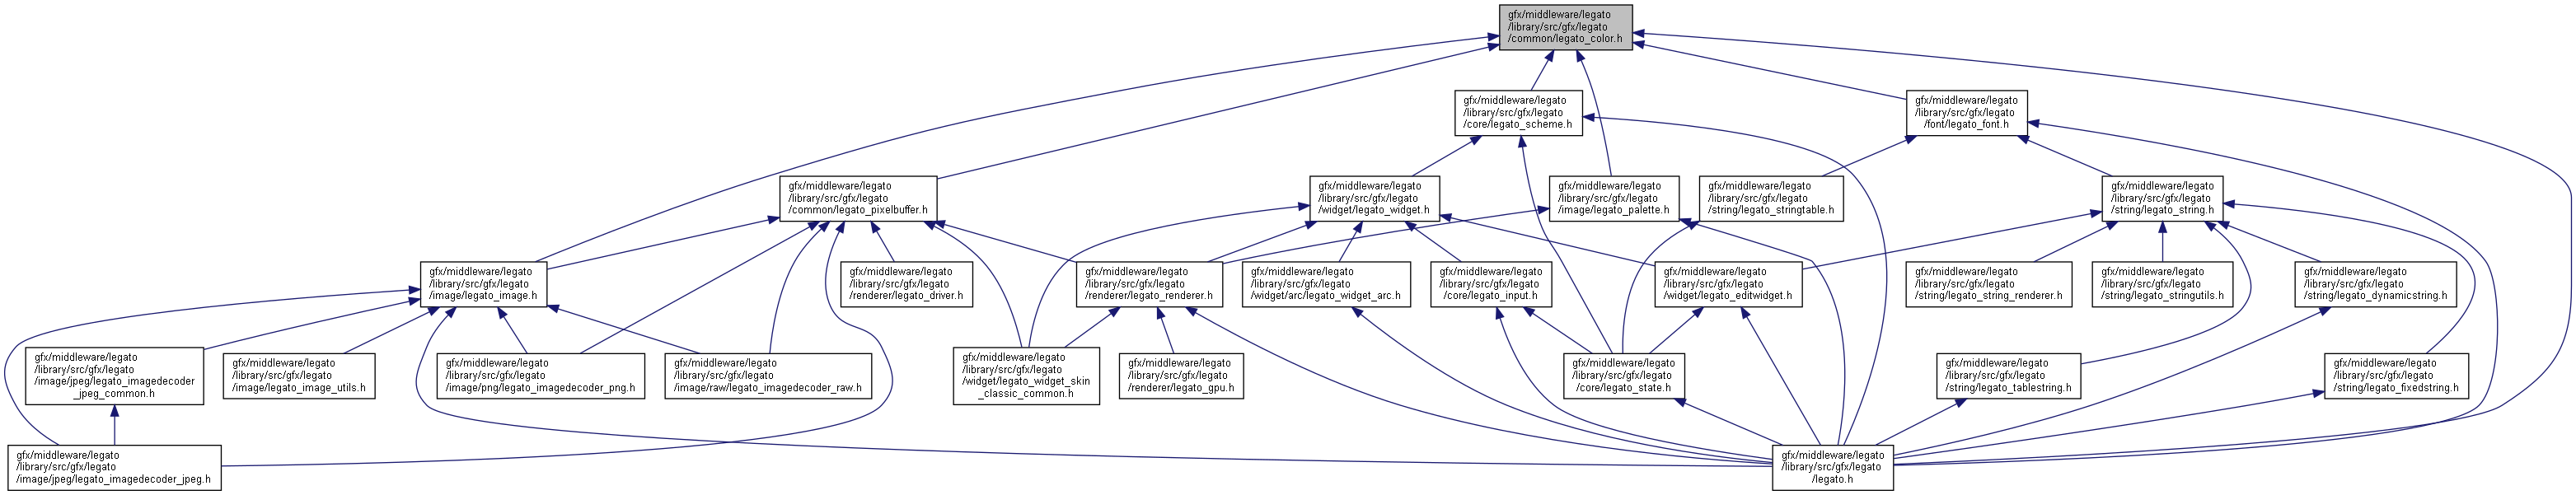 gfx/middleware/legato
/library/src/gfx/legato
/common/legato_color.h
gfx/middleware/legato
/library/src/gfx/legato
/core/legato_scheme.h
gfx/middleware/legato
/library/src/gfx/legato
/font/legato_font.h
gfx/middleware/legato
/library/src/gfx/legato
/common/legato_pixelbuffer.h
gfx/middleware/legato
/library/src/gfx/legato
/widget/legato_widget.h
gfx/middleware/legato
/library/src/gfx/legato
/image/legato_palette.h
gfx/middleware/legato
/library/src/gfx/legato
/string/legato_stringtable.h
gfx/middleware/legato
/library/src/gfx/legato
/string/legato_string.h
gfx/middleware/legato
/library/src/gfx/legato
/image/legato_image.h
gfx/middleware/legato
/library/src/gfx/legato
/renderer/legato_driver.h
gfx/middleware/legato
/library/src/gfx/legato
/renderer/legato_renderer.h
gfx/middleware/legato
/library/src/gfx/legato
/widget/arc/legato_widget_arc.h
gfx/middleware/legato
/library/src/gfx/legato
/core/legato_input.h
gfx/middleware/legato
/library/src/gfx/legato
/widget/legato_editwidget.h
gfx/middleware/legato
/library/src/gfx/legato
/string/legato_string_renderer.h
gfx/middleware/legato
/library/src/gfx/legato
/string/legato_stringutils.h
gfx/middleware/legato
/library/src/gfx/legato
/string/legato_dynamicstring.h
gfx/middleware/legato
/library/src/gfx/legato
/image/jpeg/legato_imagedecoder
_jpeg_common.h
gfx/middleware/legato
/library/src/gfx/legato
/image/legato_image_utils.h
gfx/middleware/legato
/library/src/gfx/legato
/image/png/legato_imagedecoder_png.h
gfx/middleware/legato
/library/src/gfx/legato
/image/raw/legato_imagedecoder_raw.h
gfx/middleware/legato
/library/src/gfx/legato
/widget/legato_widget_skin
_classic_common.h
gfx/middleware/legato
/library/src/gfx/legato
/renderer/legato_gpu.h
gfx/middleware/legato
/library/src/gfx/legato
/core/legato_state.h
gfx/middleware/legato
/library/src/gfx/legato
/string/legato_tablestring.h
gfx/middleware/legato
/library/src/gfx/legato
/string/legato_fixedstring.h
gfx/middleware/legato
/library/src/gfx/legato
/image/jpeg/legato_imagedecoder_jpeg.h
gfx/middleware/legato
/library/src/gfx/legato
/legato.h